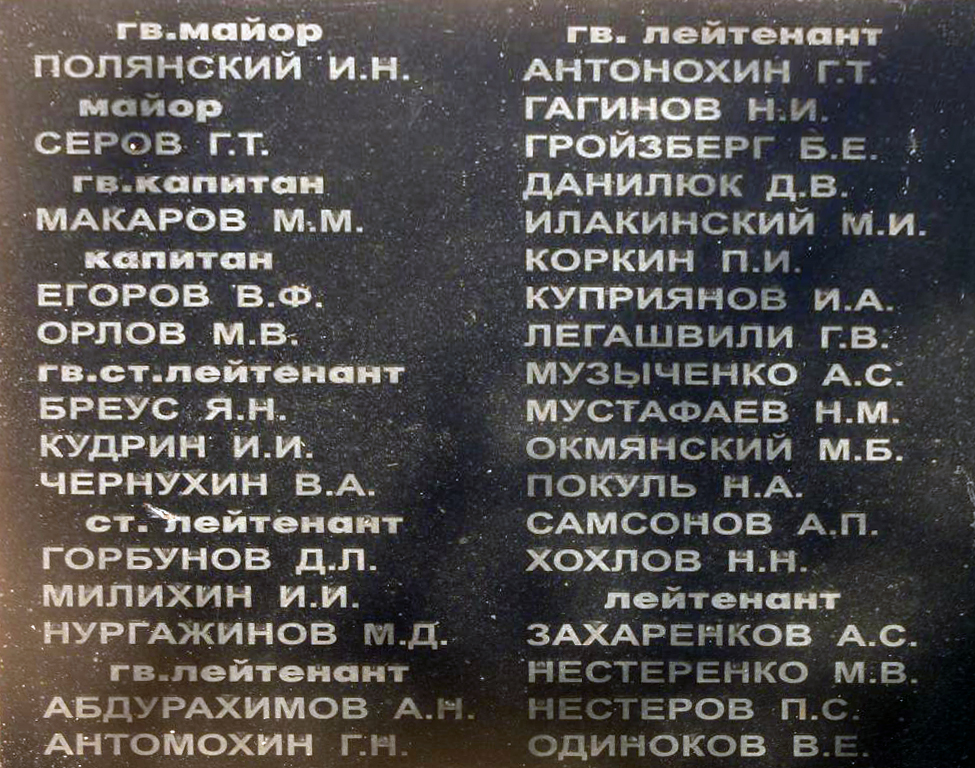 гв.майор
ПОЛЯНСКИЙ И.Н.
майор
СЕРОВ Г.Т.
гв.капитан
МАКАРОВ М.М.
капитан
ЕГОРОВ В.Ф.
ОРЛОВ М.В.
гв.ст.лейтенант
БРЕУС Я.Н.
КУДРИН И.И.
ЧЕРНУХИН В.А.
ст. лейтенант
ГОРБУНОВ Д.Л.
МИЛИХИН И.И.
НУРГАЖИНОВ М.Д.
гв.лейтенант
АБДУРАХИМОВ А.Н.
АНТОМОХИН Г.Н.
гв. лейтенант
АНТОНОХИН Г.Т.
ГАГИНОВ Н.И.
ГРОЙЗБЕРГ Б.Е.
ДАНИЛЮК Д.В.
ИЛАКИНСКИЙ М.И.
КОРКИН П.И.
КУПРИЯНОВ И.А.
ЛЕГАШВИЛИ Г.В.
МУЗЫЧЕНКО А.С.
МУСТАФАЕВ Н.М.
ОКМЯНСКИЙ М.Б.
ПОКУЛЬ Н.А.
САМСОНОВ А.П.
ХОХЛОВ Н.Н.
лейтенант
ЗАХАРЕНКОВ А.С.
НЕСТЕРЕНКО М.В.
НЕСТЕРОВ П.С.
ОДИНОКОВ В.Е.